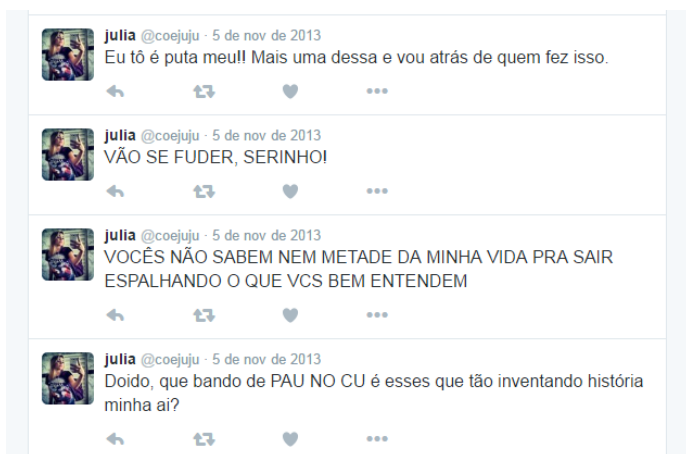 julia @coejuju · 5 de nov de 2013
Eu tô é puta meu!! Mais uma dessa e vou atrás de quem fez isso.
julia @coejuju · 5 de nov de 2013
VÃO SE FUDER, SERINHO!
julia @coejuju · 5 de nov de 2013
VOCÊS NÃO SABEM NEM METADE DA MINHA VIDA PRA SAIR
ESPALHANDO O QUE VCS BEM ENTENDEM
julia @coejuju · 5 de nov de 2013
Doido, que bando de PAU NO CU é esses que tão inventando história
minha ai?